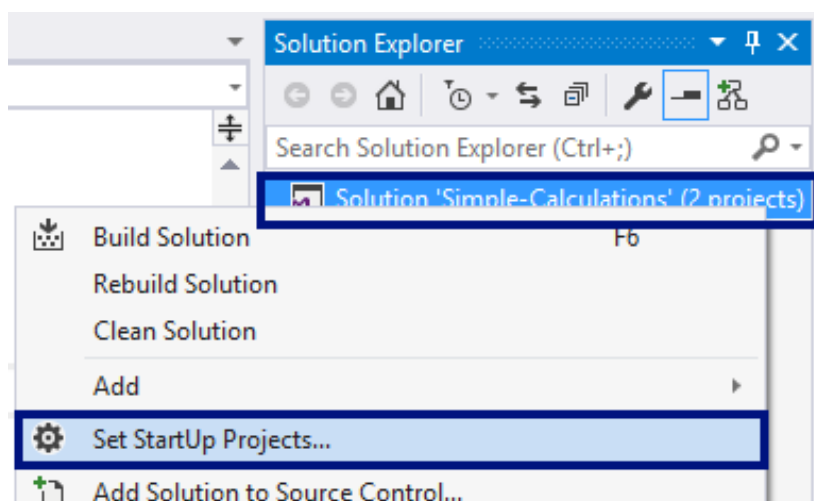 Solution Explorer
Search Solution Explorer (Ctrl+;)
Solution 'Simple-Calculations' (2 projects)
Build Solution F6
Rebuild Solution
Clean Solution
Add
Set StartUp Projects...
Add Solution to Source Control...